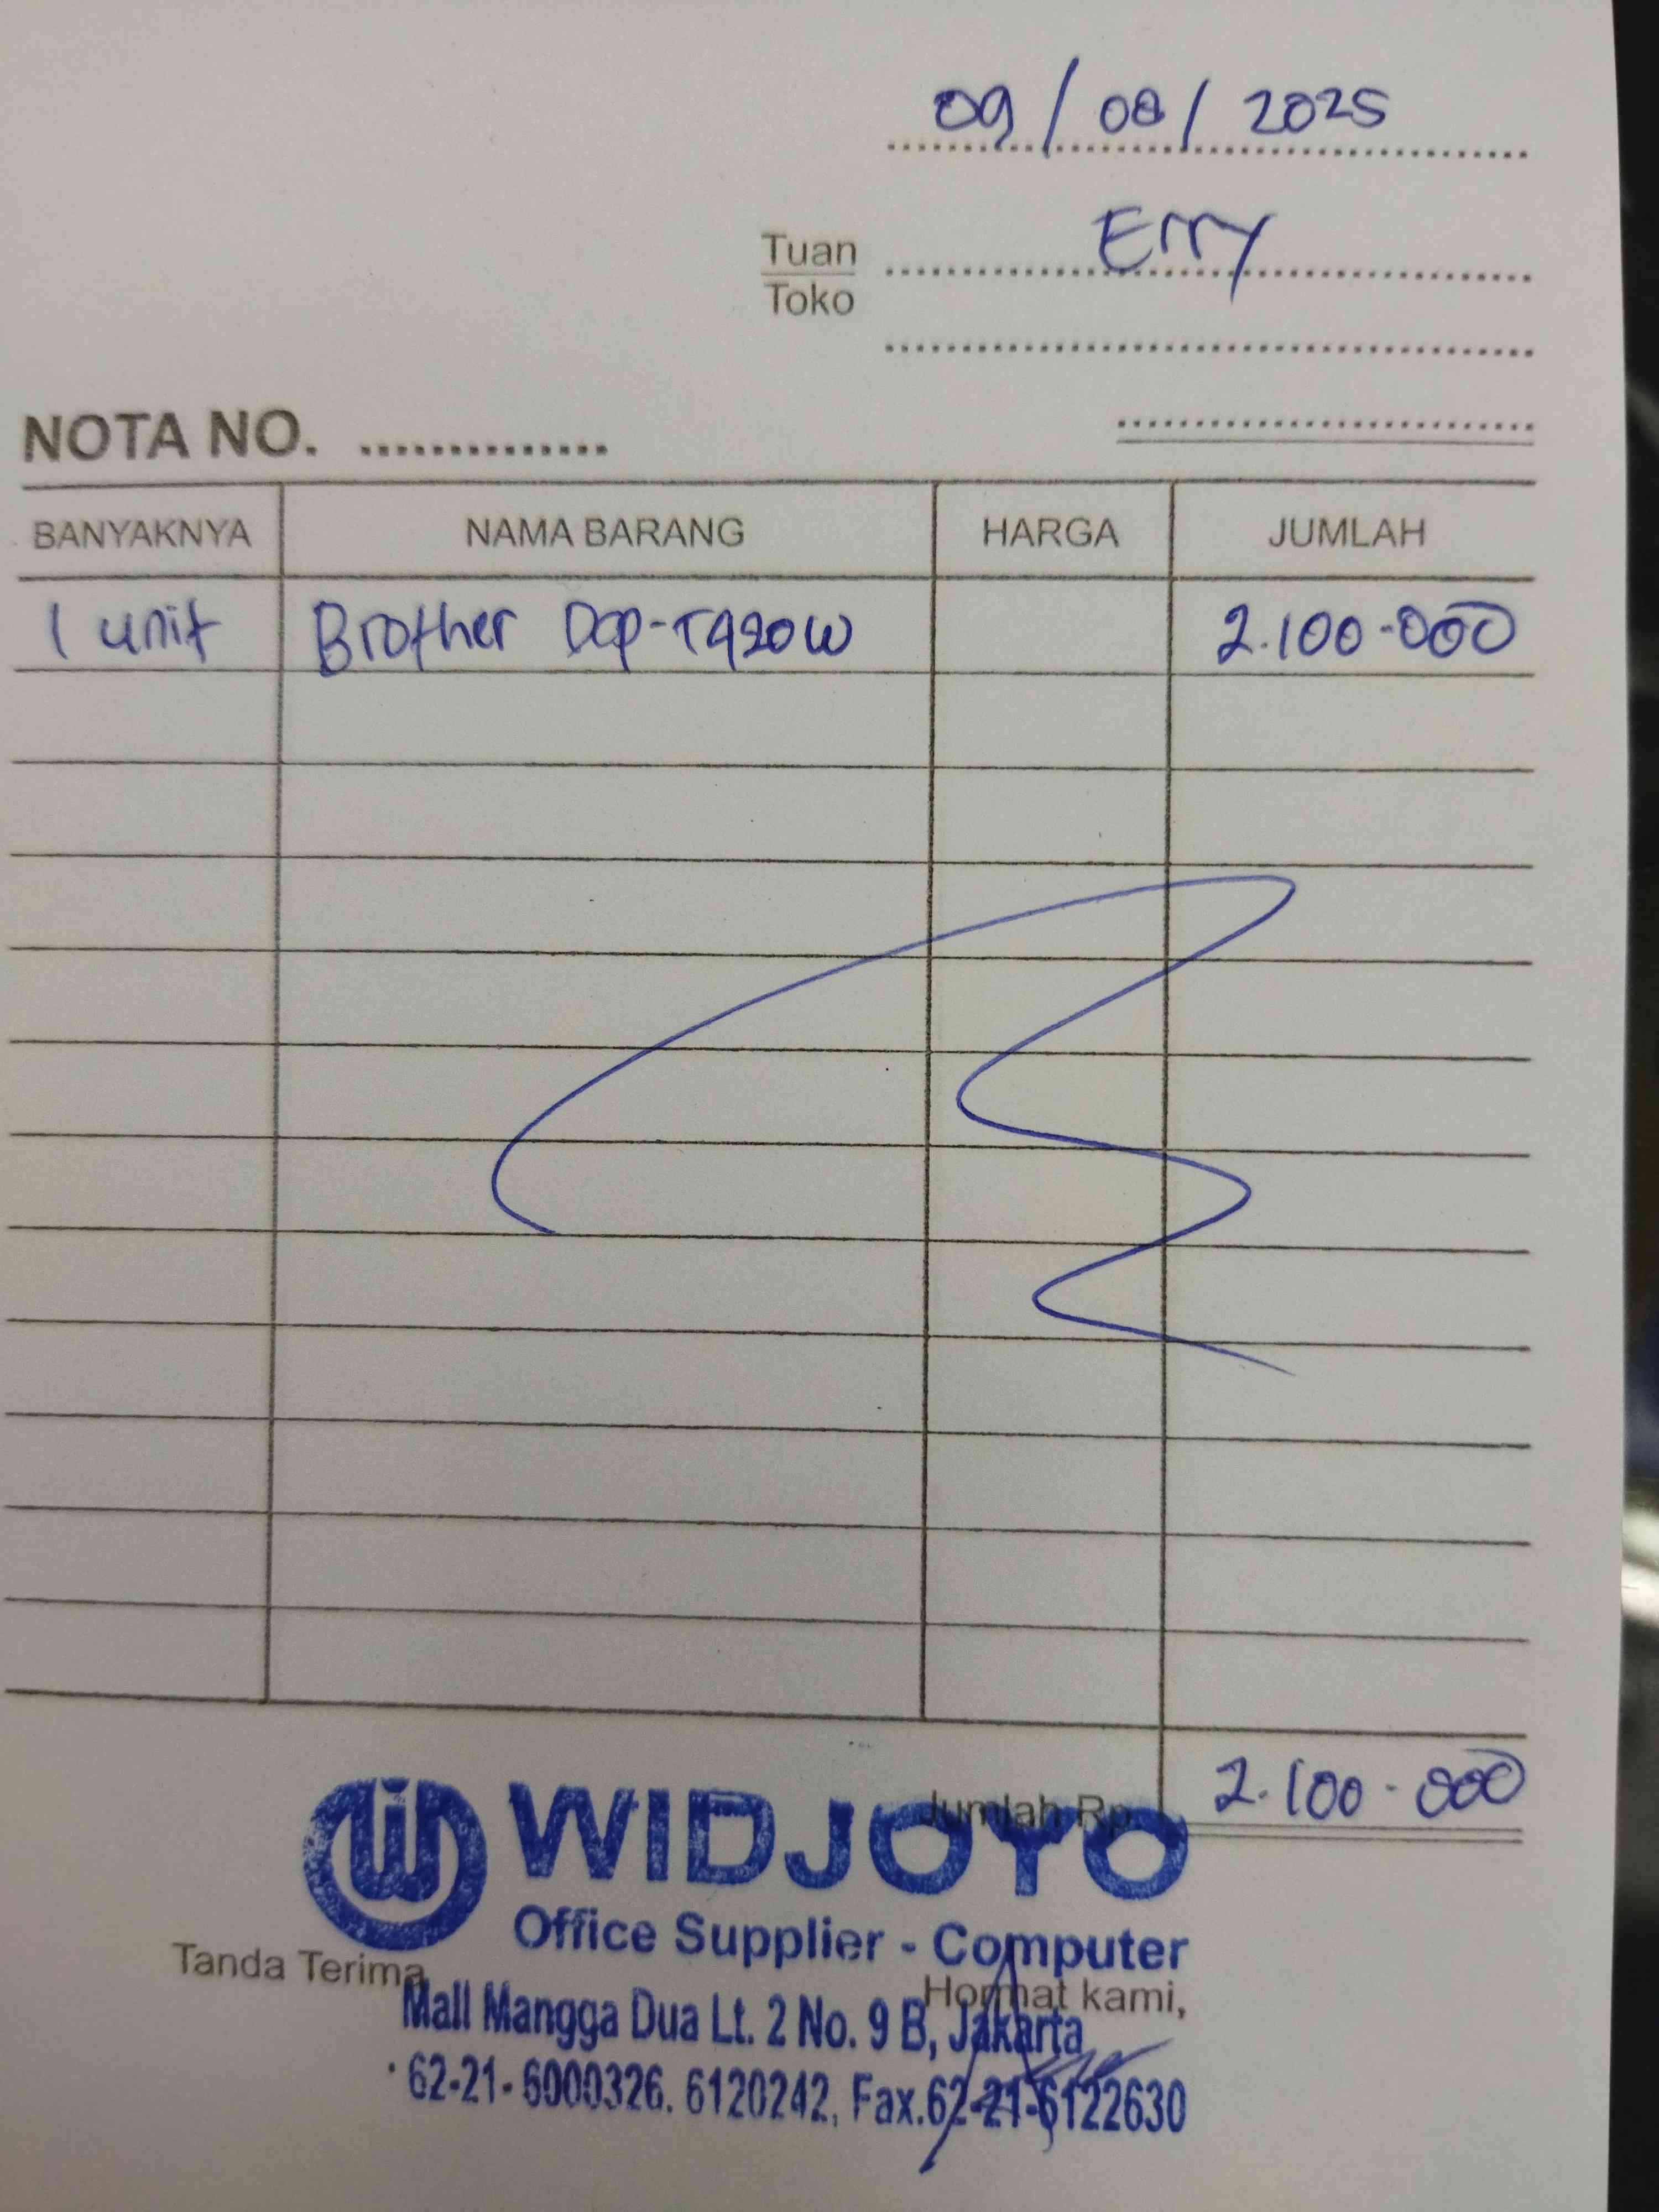 09/08/2025
Tuan Erry
Toko
NOTA NO. ..............
BANYAKNYA NAMA BARANG HARGA JUMLAH
1 unit Brother Dcp-T420W 2.100.000
Jumlah Rp. 2.100.000
WIDJOYO
Office Supplier - Computer
Tanda Terima Hormat kami,
Mall Mangga Dua Lt. 2 No. 9 B, Jakarta
62-21-6000326. 6120242, Fax.62-21-6122630